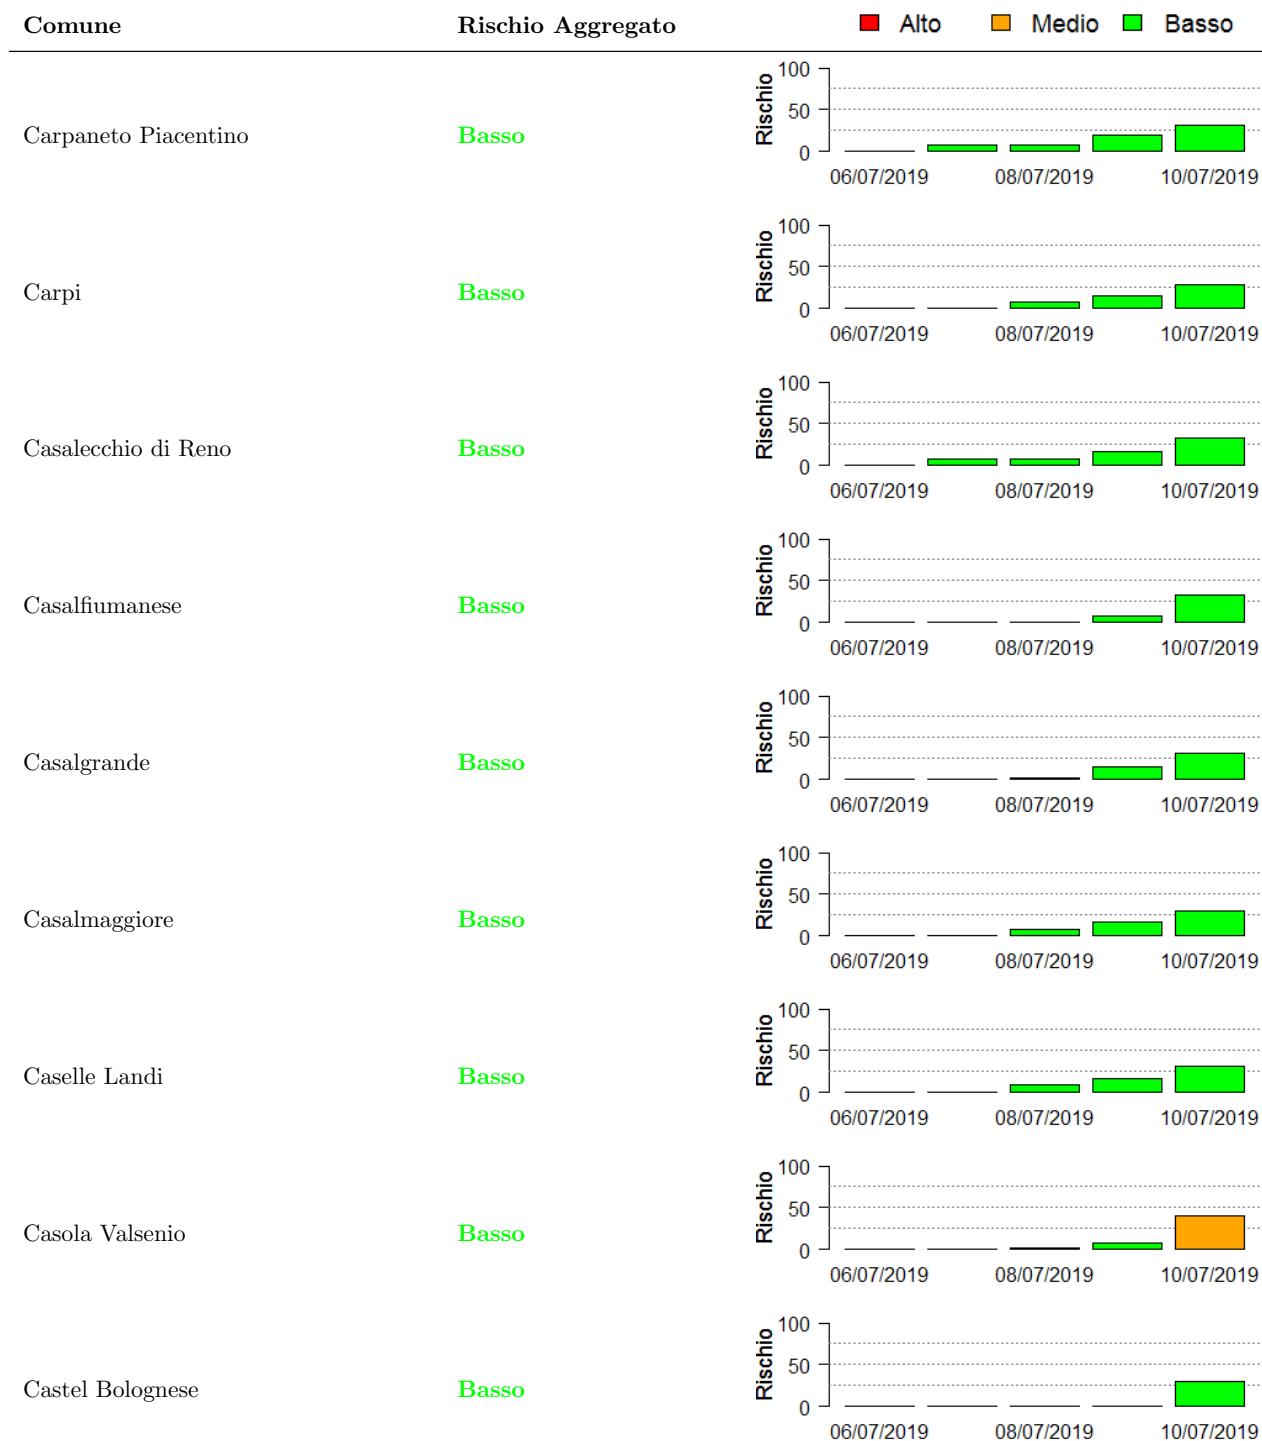 Comune Rischio Aggregato Alto Medio Basso
Carpaneto Piacentino Basso
Rischio
100
50
0
06/07/2019 08/07/2019 10/07/2019
Carpi Basso
Rischio
100
50
0
06/07/2019 08/07/2019 10/07/2019
Casalecchio di Reno Basso
Rischio
100
50
0
06/07/2019 08/07/2019 10/07/2019
Casalfiumanese Basso
Rischio
100
50
0
06/07/2019 08/07/2019 10/07/2019
Casalgrande Basso
Rischio
100
50
0
06/07/2019 08/07/2019 10/07/2019
Casalmaggiore Basso
Rischio
100
50
0
06/07/2019 08/07/2019 10/07/2019
Caselle Landi Basso
Rischio
100
50
0
06/07/2019 08/07/2019 10/07/2019
Casola Valsenio Basso
Rischio
100
50
0
06/07/2019 08/07/2019 10/07/2019
Castel Bolognese Basso
Rischio
100
50
0
06/07/2019 08/07/2019 10/07/2019